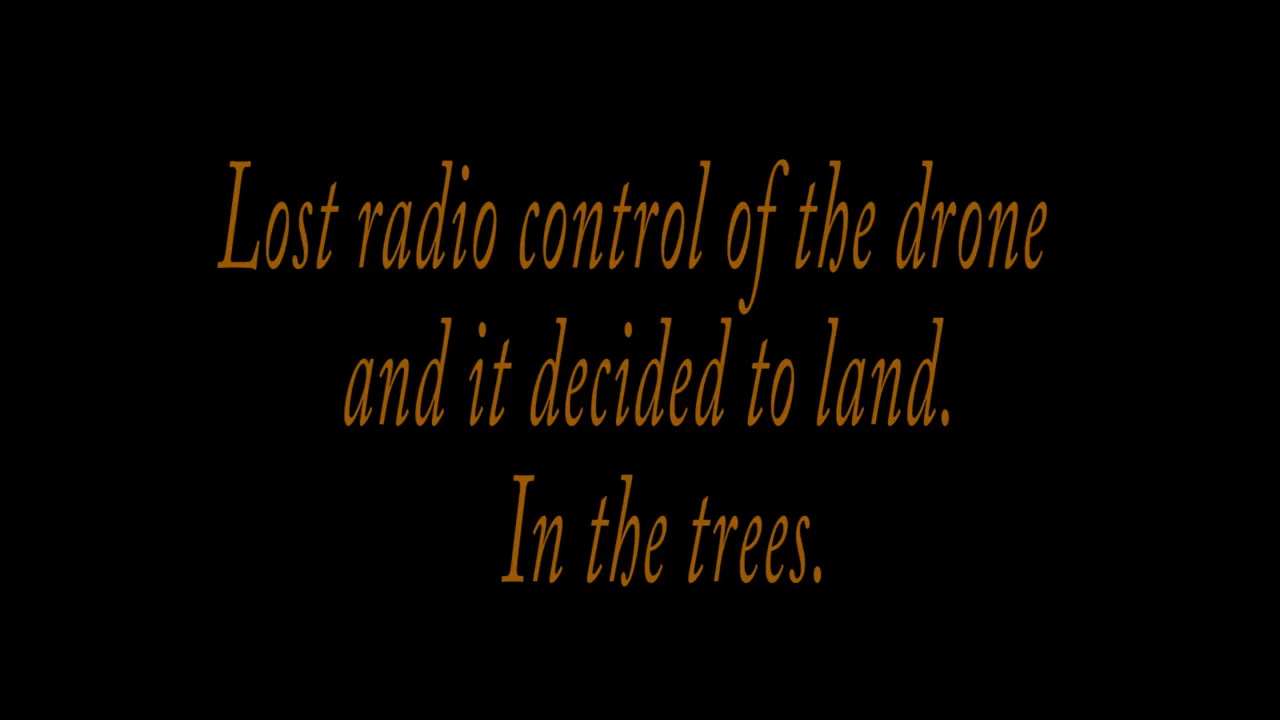 Lost radio control of the drone
and it decided to land.
In the trees.